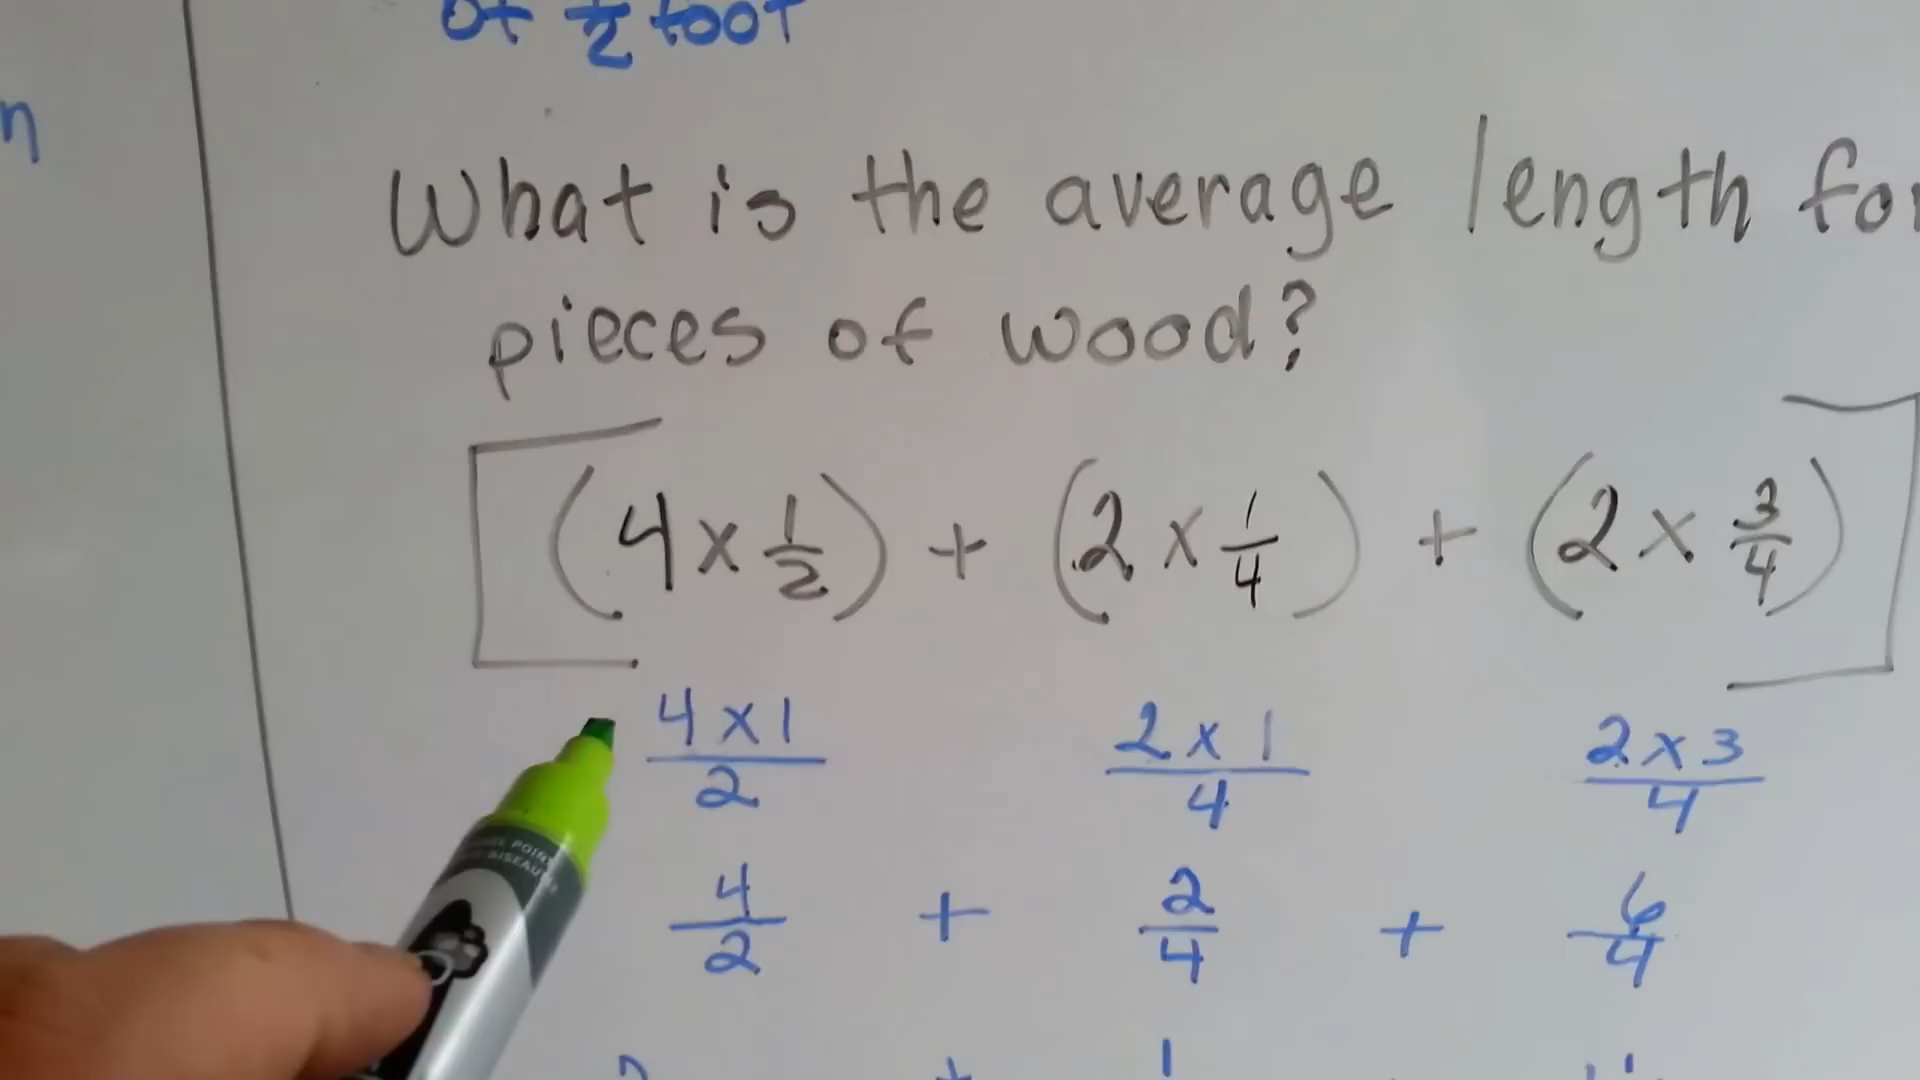 of 1/2 foot
n
What is the average length for
pieces of wood?
[(4 × 1/2) + (2 × 1/4) + (2 × 3/4)]
4 × 1/2 2 × 1/4 2 × 3/4
4/2 + 2/4 + 6/4